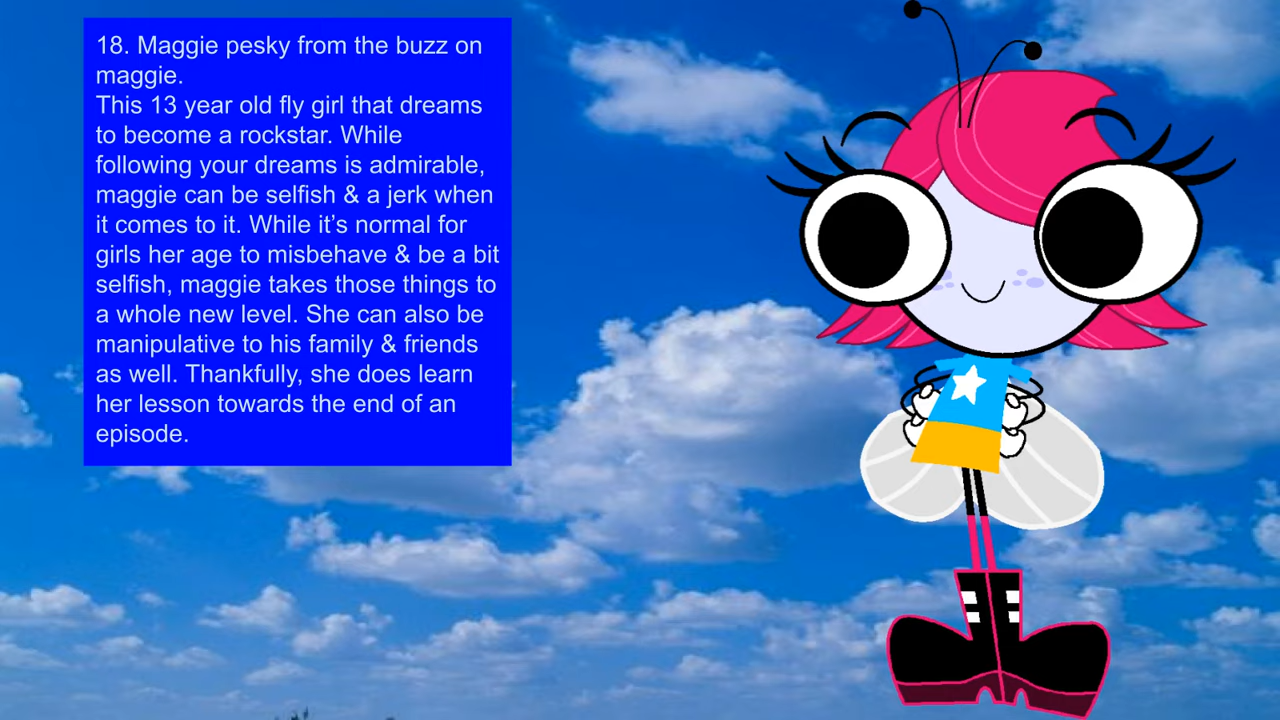 18. Maggie pesky from the buzz on
maggie.
This 13 year old fly girl that dreams
to become a rockstar. While
following your dreams is admirable,
maggie can be selfish & a jerk when
it comes to it. While it’s normal for
girls her age to misbehave & be a bit
selfish, maggie takes those things to
a whole new level. She can also be
manipulative to his family & friends
as well. Thankfully, she does learn
her lesson towards the end of an
episode.